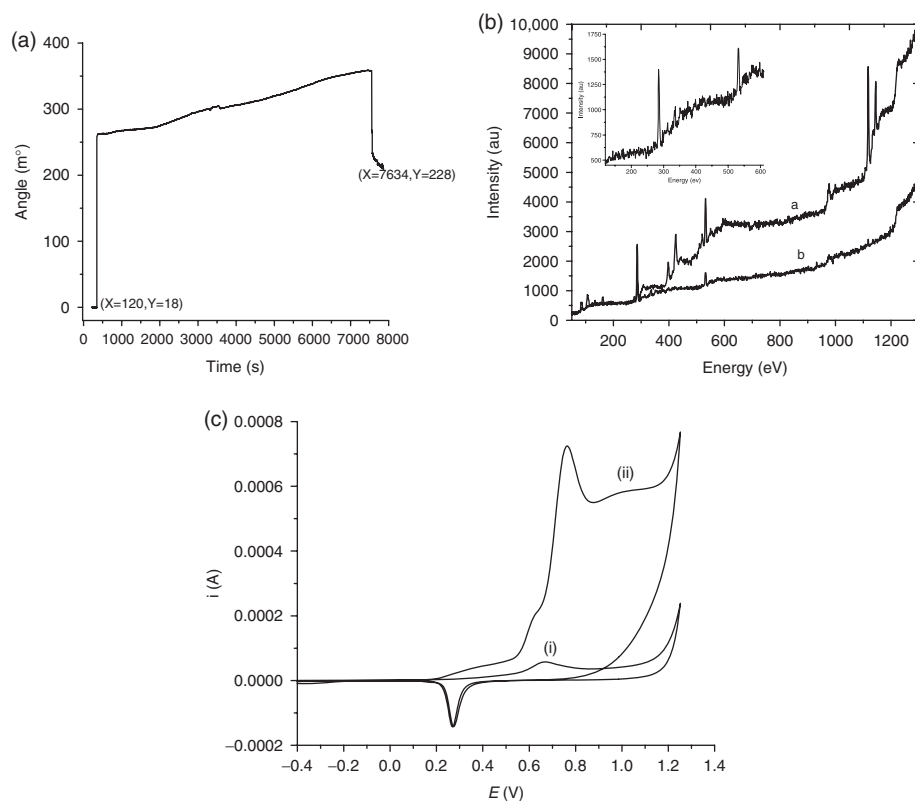 (a)
400
300
200
100
0
Angle (m°)
(X=7634,Y=228)
(X=120,Y=18)
0 1000 2000 3000 4000 5000 6000 7000 8000
Time (s)
(b)
10,000
9000
8000
7000
6000
5000
4000
3000
2000
1000
0
Intensity (au)
1750
1500
1250
1000
750
500
Intensity (au)
200 300 400 500 600
Energy (ev)
a
b
200 400 600 800 1000 1200
Energy (eV)
(c)
0.0008
0.0006
0.0004
0.0002
0.0000
−0.0002
i (A)
(ii)
(i)
−0.4 −0.2 0.0 0.2 0.4 0.6 0.8 1.0 1.2 1.4
E (V)